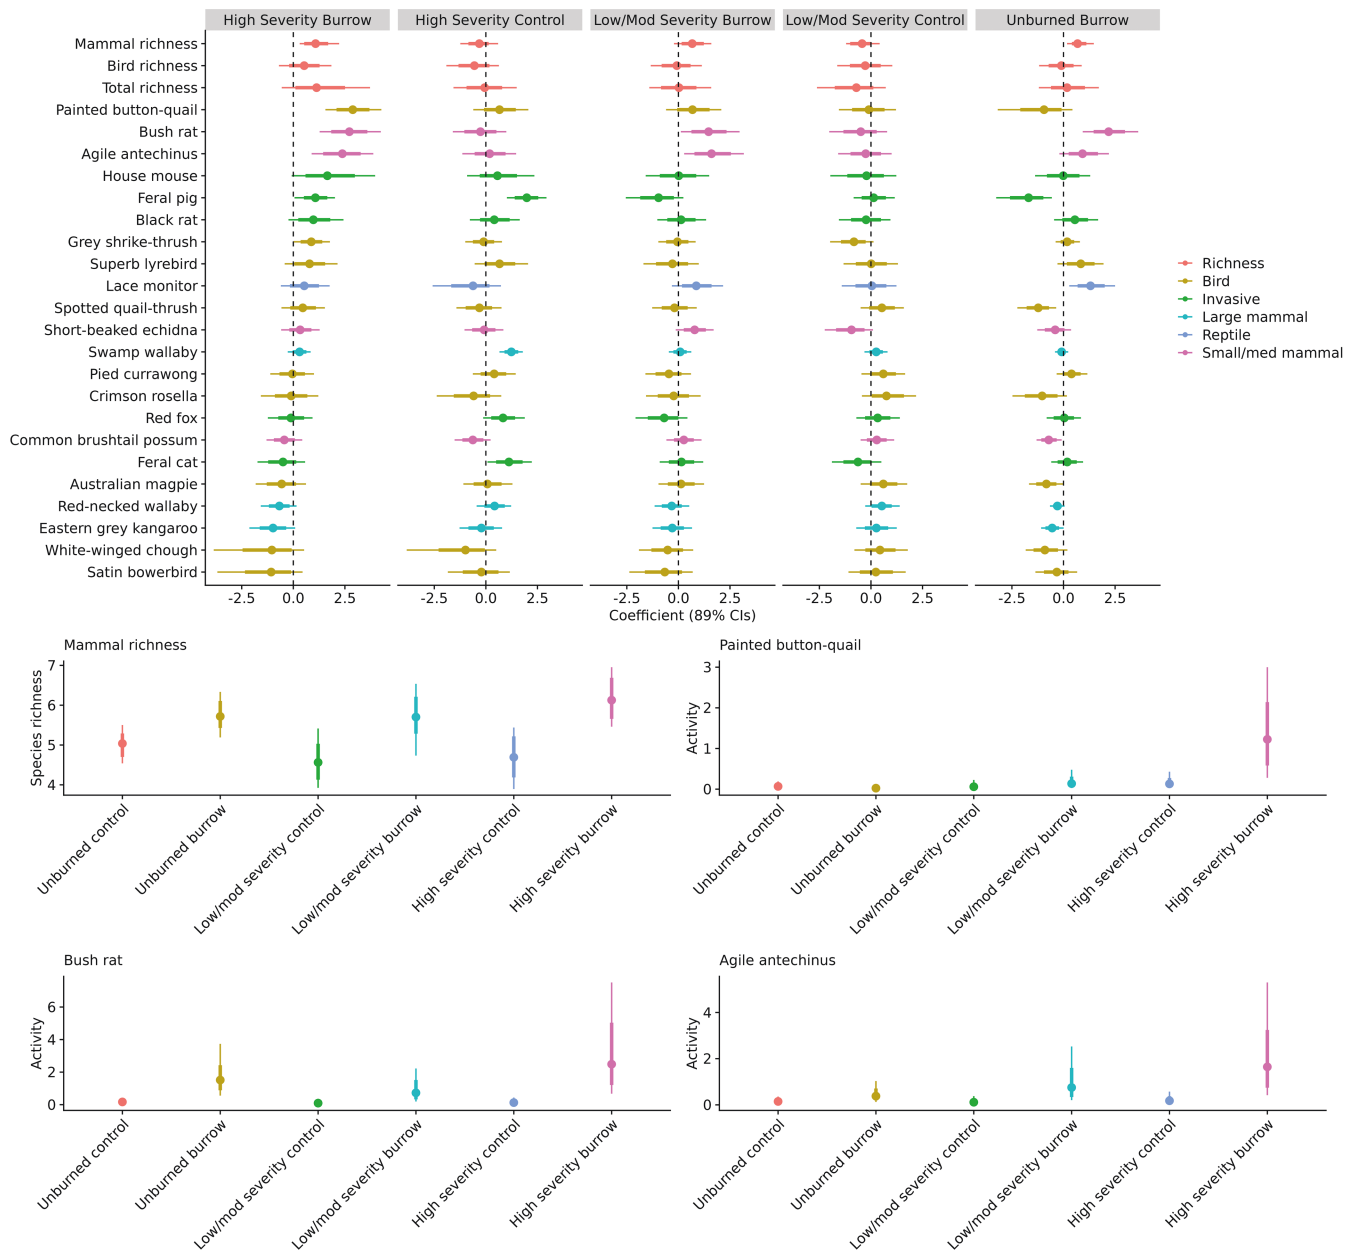 High Severity Burrow High Severity Control Low/Mod Severity Burrow Low/Mod Severity Control Unburned Burrow
Mammal richness
Bird richness
Total richness
Painted button-quail
Bush rat
Agile antechinus
House mouse
Feral pig
Black rat
Grey shrike-thrush
Superb lyrebird
Lace monitor
Spotted quail-thrush
Short-beaked echidna
Swamp wallaby
Pied currawong
Crimson rosella
Red fox
Common brushtail possum
Feral cat
Australian magpie
Red-necked wallaby
Eastern grey kangaroo
White-winged chough
Satin bowerbird
-2.5 0.0 2.5 -2.5 0.0 2.5 -2.5 0.0 2.5 -2.5 0.0 2.5 -2.5 0.0 2.5
Coefficient (89% CIs)
Richness
Bird
Invasive
Large mammal
Reptile
Small/med mammal
Mammal richness
Species richness
7
6
5
4
Unburned control
Unburned burrow
Low/mod severity control
Low/mod severity burrow
High severity control
High severity burrow
Painted button-quail
Activity
3
2
1
0
Unburned control
Unburned burrow
Low/mod severity control
Low/mod severity burrow
High severity control
High severity burrow
Bush rat
Activity
6
4
2
0
Unburned control
Unburned burrow
Low/mod severity control
Low/mod severity burrow
High severity control
High severity burrow
Agile antechinus
Activity
4
2
0
Unburned control
Unburned burrow
Low/mod severity control
Low/mod severity burrow
High severity control
High severity burrow